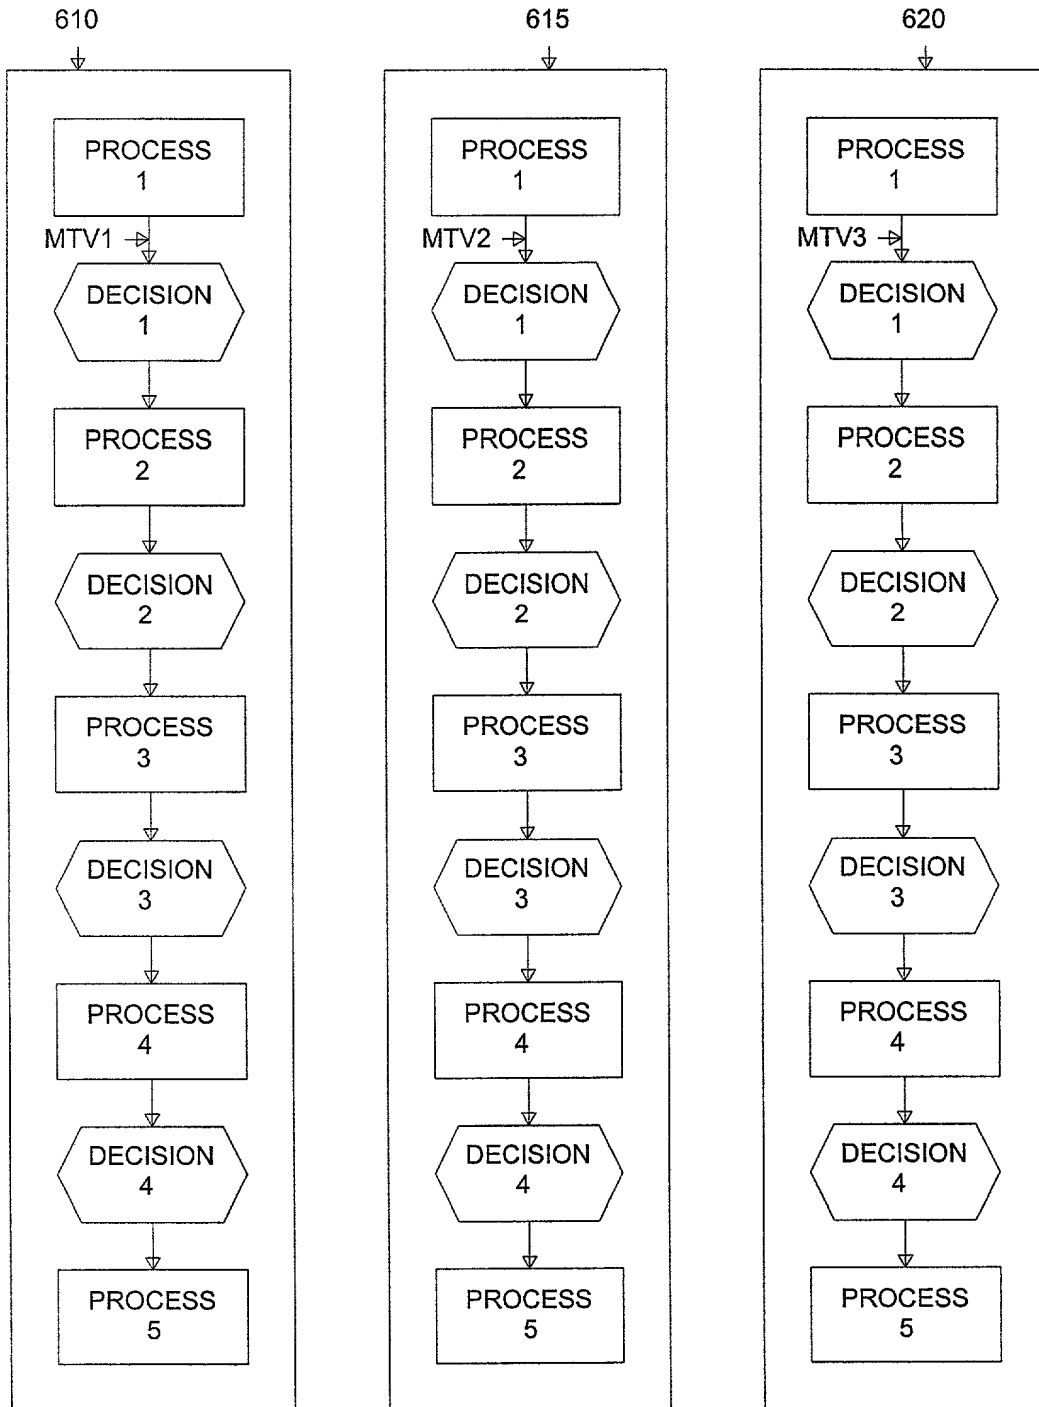 610
615
620
PROCESS
1
MTV1
DECISION
1
PROCESS
2
DECISION
2
PROCESS
3
DECISION
3
PROCESS
4
DECISION
4
PROCESS
5
PROCESS
1
MTV2
DECISION
1
PROCESS
2
DECISION
2
PROCESS
3
DECISION
3
PROCESS
4
DECISION
4
PROCESS
5
PROCESS
1
MTV3
DECISION
1
PROCESS
2
DECISION
2
PROCESS
3
DECISION
3
PROCESS
4
DECISION
4
PROCESS
5